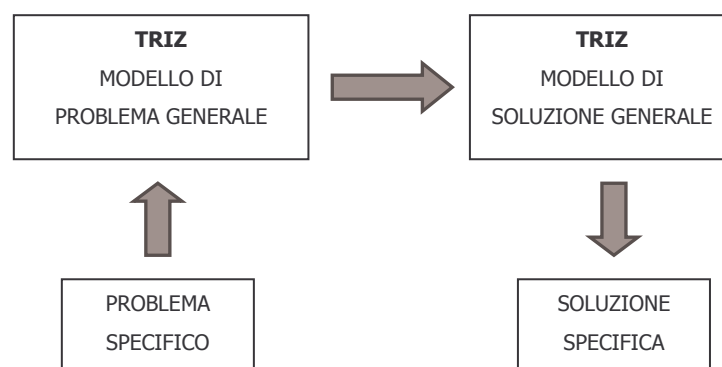 TRIZ
MODELLO DI
PROBLEMA GENERALE
TRIZ
MODELLO DI
SOLUZIONE GENERALE
PROBLEMA
SPECIFICO
SOLUZIONE
SPECIFICA